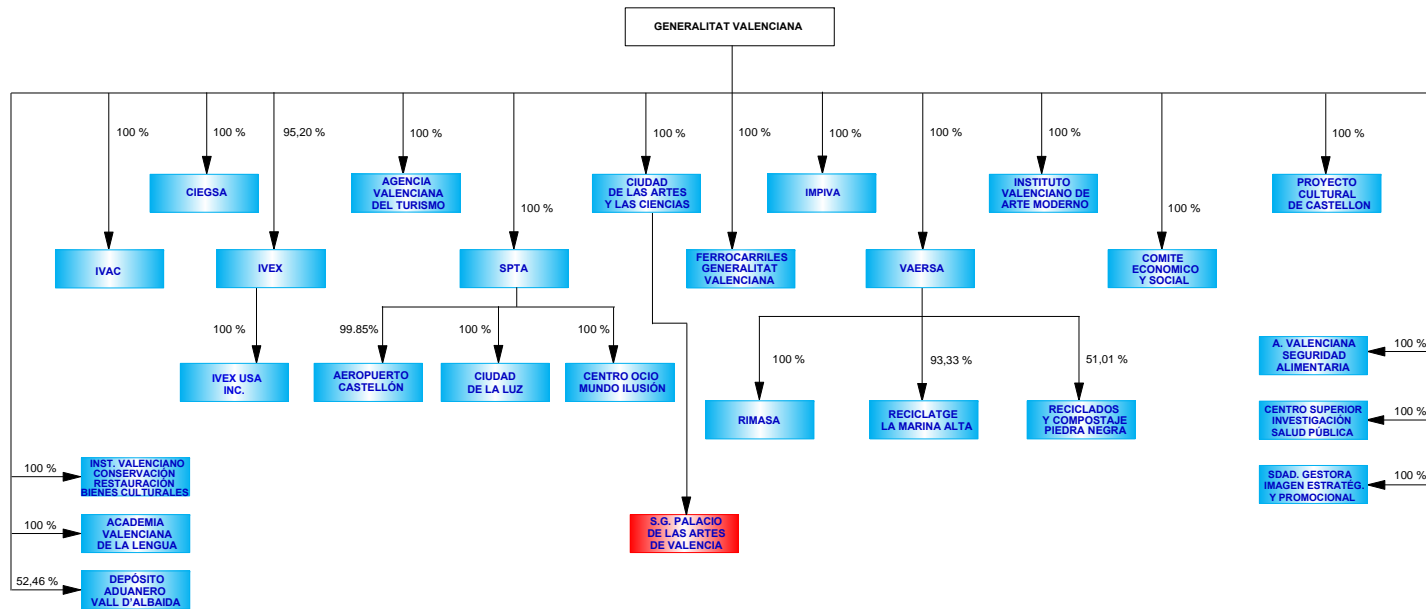 GENERALITAT VALENCIANA
100 %
100 %
95,20 %
100 %
100 %
100 %
100 %
100 %
100 %
100 %
100 %
100 %
100 %
CIEGSA
AGENCIA
VALENCIANA
DEL TURISMO
CIUDAD
DE LAS ARTES
Y LAS CIENCIAS
IMPIVA
INSTITUTO
VALENCIANO DE
ARTE MODERNO
PROYECTO
CULTURAL
DE CASTELLON
IVAC
IVEX
SPTA
FERROCARRILES
GENERALITAT
VALENCIANA
VAERSA
COMITE
ECONOMICO
Y SOCIAL
100 %
99.85%
100 %
100 %
100 %
93,33 %
51,01 %
IVEX USA
INC.
AEROPUERTO
CASTELLÓN
CIUDAD
DE LA LUZ
CENTRO OCIO
MUNDO ILUSIÓN
RIMASA
RECICLATGE
LA MARINA ALTA
RECICLADOS
Y COMPOSTAJE
PIEDRA NEGRA
A. VALENCIANA
SEGURIDAD
ALIMENTARIA
100 %
CENTRO SUPERIOR
INVESTIGACIÓN
SALUD PÚBLICA
100 %
SDAD. GESTORA
IMAGEN ESTRATÉG.
Y PROMOCIONAL
100 %
100 %
INST. VALENCIANO
CONSERVACIÓN
RESTAURACIÓN
BIENES CULTURALES
100 %
ACADEMIA
VALENCIANA
DE LA LENGUA
S.G. PALACIO
DE LAS ARTES
DE VALENCIA
52,46 %
DEPÓSITO
ADUANERO
VALL D'ALBAIDA